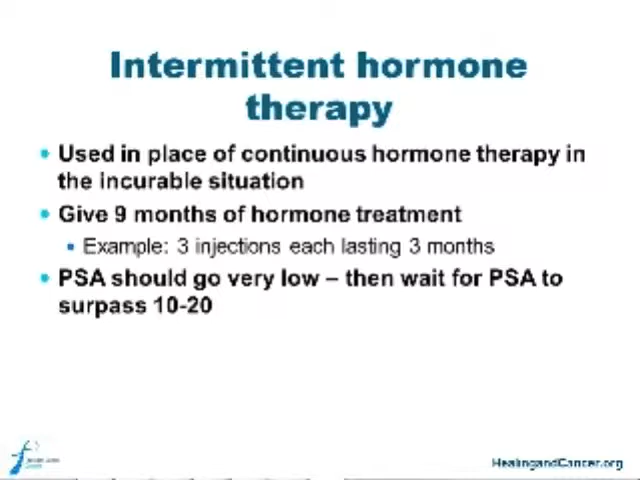 Intermittent hormone
therapy
• Used in place of continuous hormone therapy in
the incurable situation
• Give 9 months of hormone treatment
• Example: 3 injections each lasting 3 months
• PSA should go very low – then wait for PSA to
surpass 10-20
HealingandCancer.org